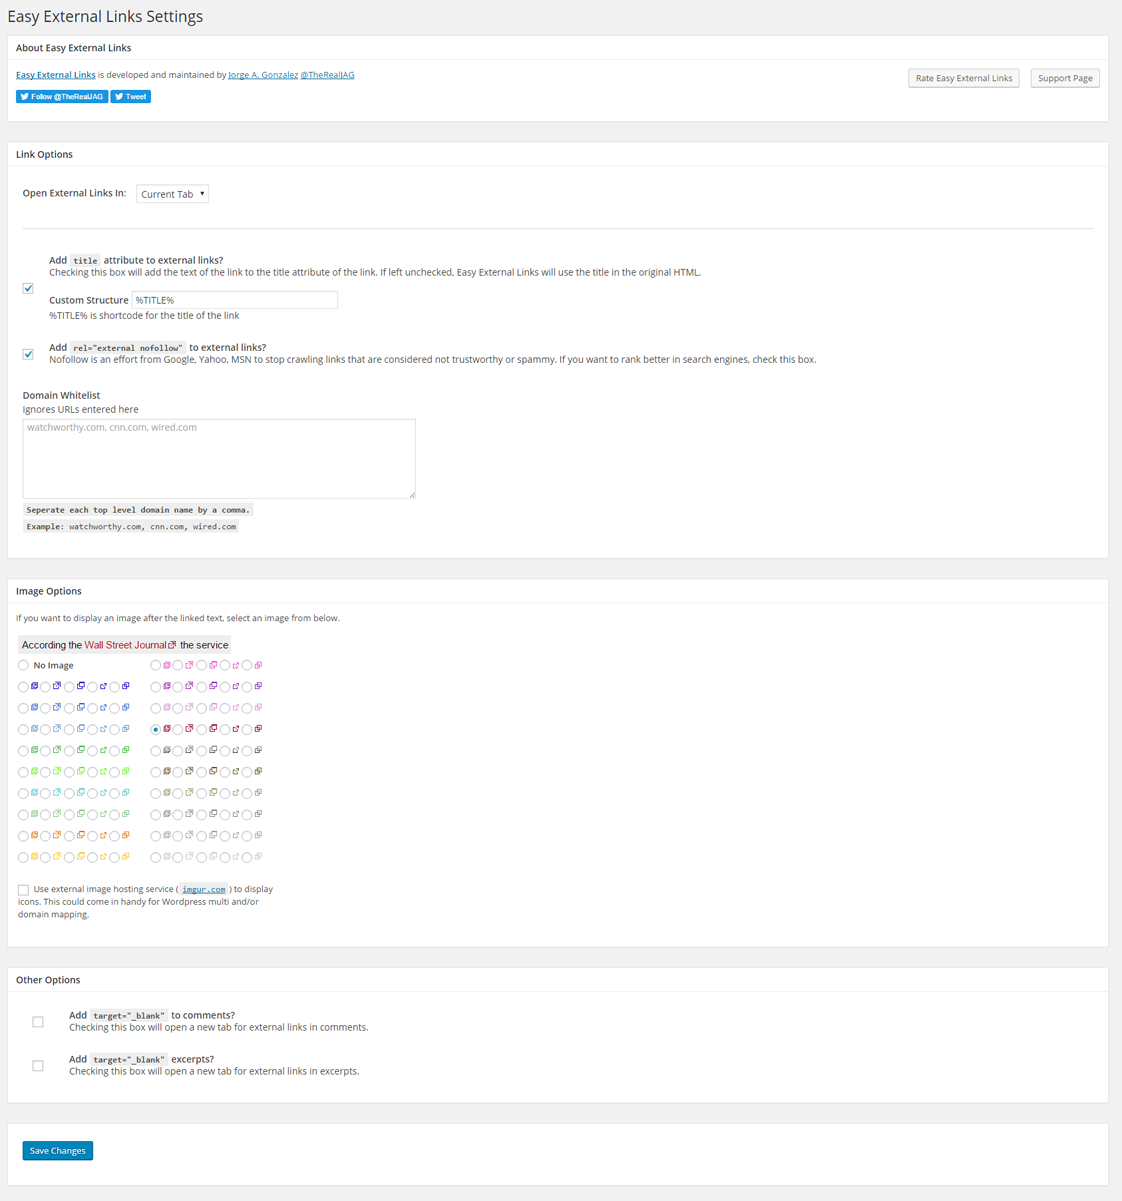 Easy External Links Settings
About Easy External Links
Easy External Links is developed and maintained by Jorge A. Gonzalez @TheRealJAG
Rate Easy External Links
Support Page
Follow @TheRealJAG
Tweet
Link Options
Open External Links In: Current Tab
Add title attribute to external links?
Checking this box will add the text of the link to the title attribute of the link. If left unchecked, Easy External Links will use the title in the original HTML.
Custom Structure %TITLE%
%TITLE% is shortcode for the title of the link
Add rel="external nofollow" to external links?
Nofollow is an effort from Google, Yahoo, MSN to stop crawling links that are considered not trustworthy or spammy. If you want to rank better in search engines, check this box.
Domain Whitelist
Ignores URLs entered here
watchworthy.com, cnn.com, wired.com
Seperate each top level domain name by a comma.
Example: watchworthy.com, cnn.com, wired.com
Image Options
If you want to display an image after the linked text, select an image from below.
According the Wall Street Journal the service
No Image
Use external image hosting service ( imgur.com ) to display
icons. This could come in handy for Wordpress multi and/or
domain mapping.
Other Options
Add target="_blank" to comments?
Checking this box will open a new tab for external links in comments.
Add target="_blank" excerpts?
Checking this box will open a new tab for external links in excerpts.
Save Changes